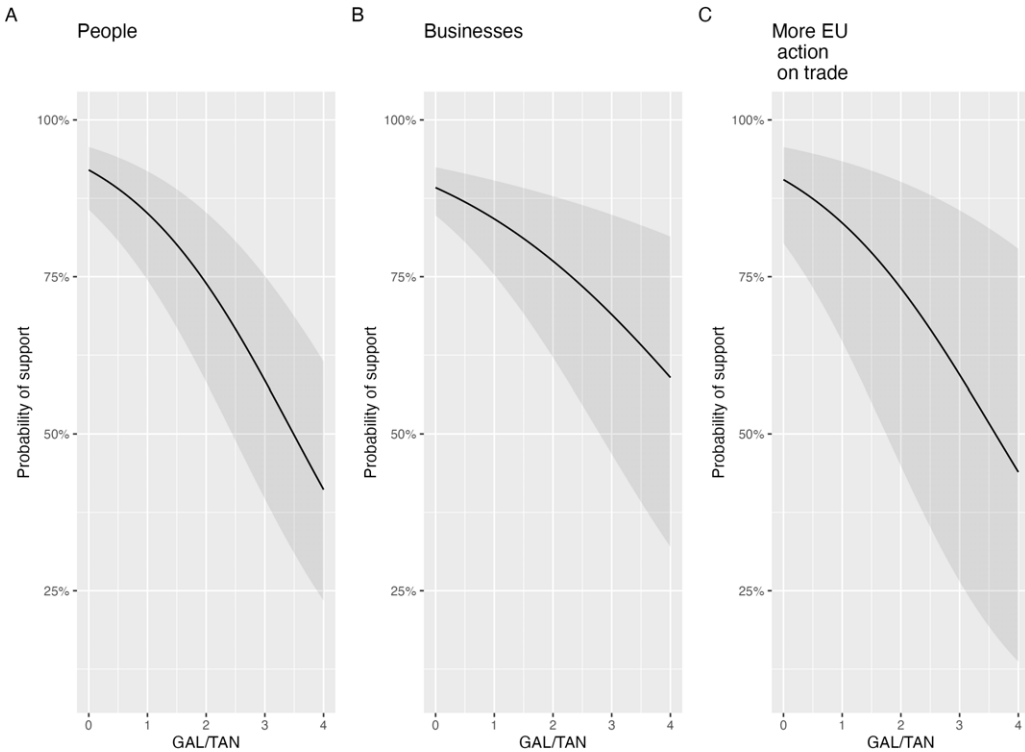 A
People
100%
75%
50%
25%
Probability of support
0 1 2 3 4
GAL/TAN
B
Businesses
100%
75%
50%
25%
Probability of support
0 1 2 3 4
GAL/TAN
C
More EU
action
on trade
100%
75%
50%
25%
Probability of support
0 1 2 3 4
GAL/TAN